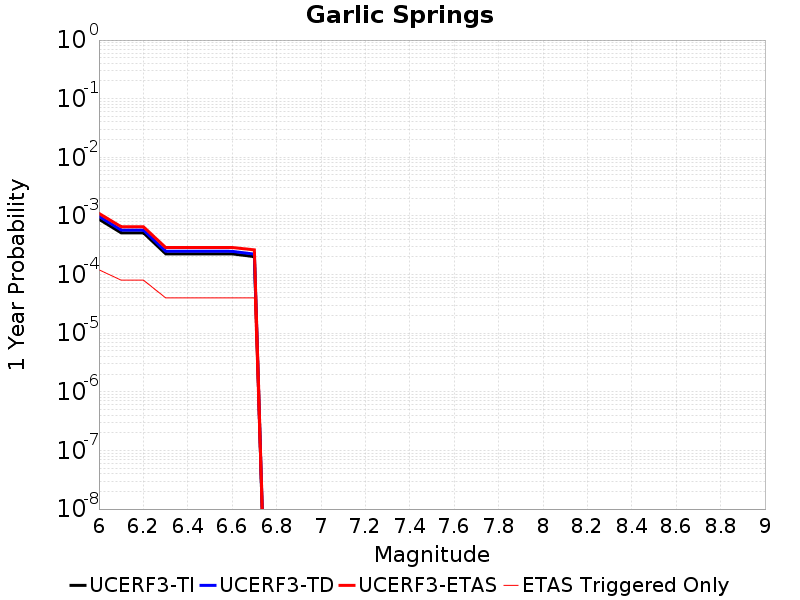 Garlic Springs
1 Year Probability
10^0
10^-1
10^-2
10^-3
10^-4
10^-5
10^-6
10^-7
10^-8
6 6.2 6.4 6.6 6.8 7 7.2 7.4 7.6 7.8 8 8.2 8.4 8.6 8.8 9
Magnitude
UCERF3-TI UCERF3-TD UCERF3-ETAS ETAS Triggered Only